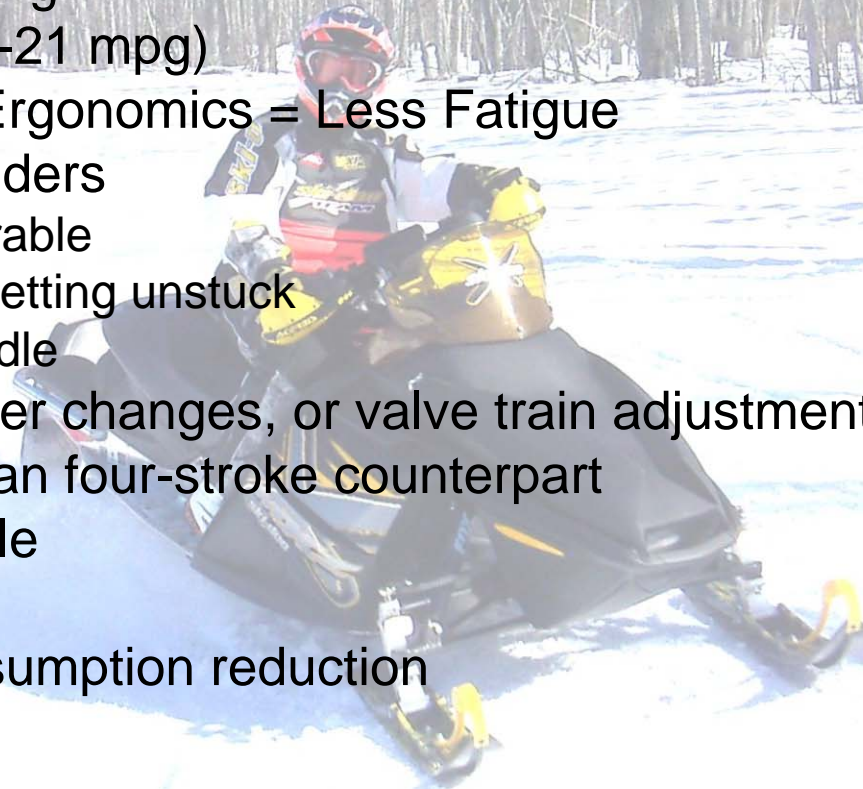 -21 mpg)
Ergonomics = Less Fatigue
ders
rable
etting unstuck
dle
er changes, or valve train adjustment
an four-stroke counterpart
le
sumption reduction